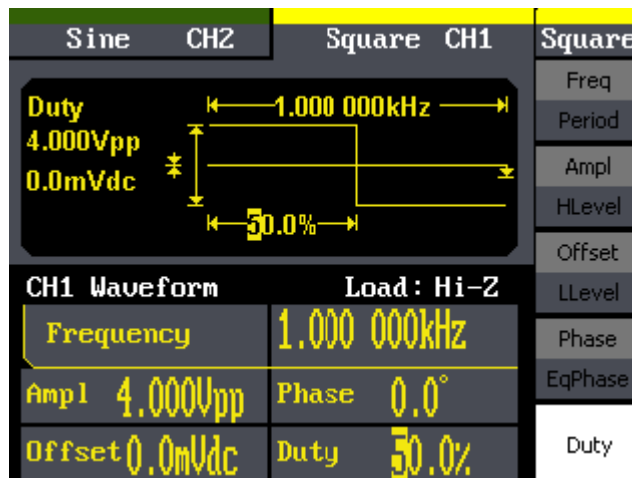 Sine CH2 Square CH1 Square
Duty
4.000Vpp
0.0mVdc
1.000 000kHz
50.0%
CH1 Waveform Load: Hi-Z
Frequency 1.000 000kHz
Ampl 4.000Vpp Phase 0.0°
Offset 0.0mVdc Duty 50.0%
Freq
Period
Ampl
HLevel
Offset
LLevel
Phase
EqPhase
Duty